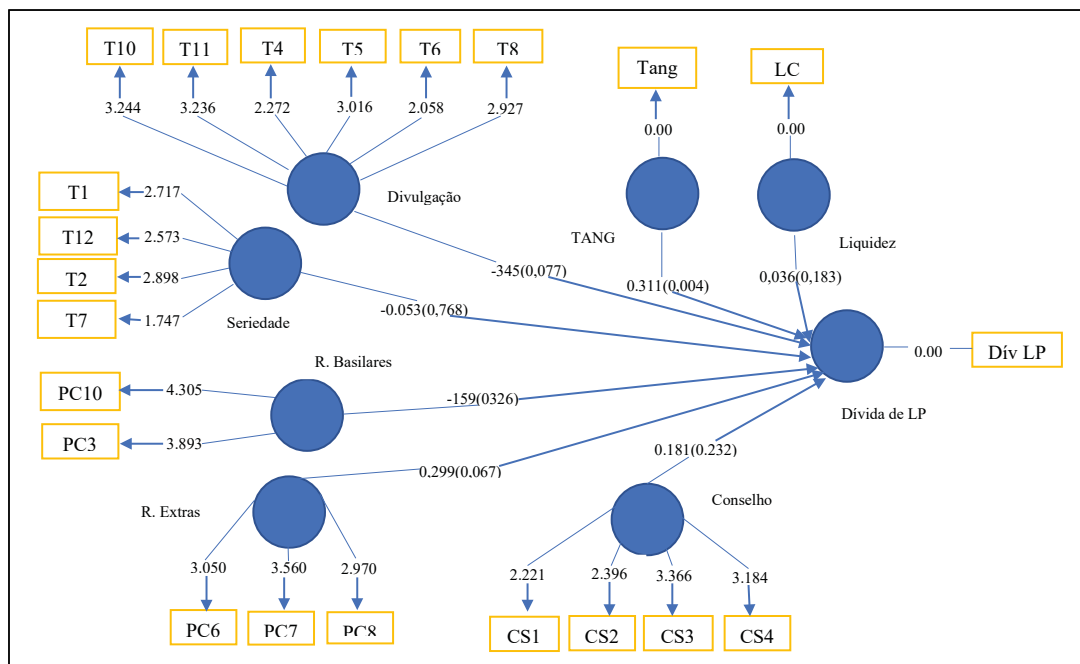 T10 T11 T4 T5 T6 T8
3.244 3.236 2.272 3.016 2.058 2.927
Divulgação
Tang LC
0.00 0.00
TANG
Liquidez
T1 2.717
T12 2.573
T2 2.898
T7 1.747
Seriedade
-345(0,077)
0.311(0,004)
0,036(0,183)
-0.053(0,768)
0.00
Dív LP
Dívida de LP
R. Basilares
PC10 4.305
PC3 3.893
-159(0326)
0.181(0.232)
0,299(0,067)
R. Extras
Conselho
3.050 3.560 2.970
PC6 PC7 PC8
2.221 2.396 3.366 3.184
CS1 CS2 CS3 CS4